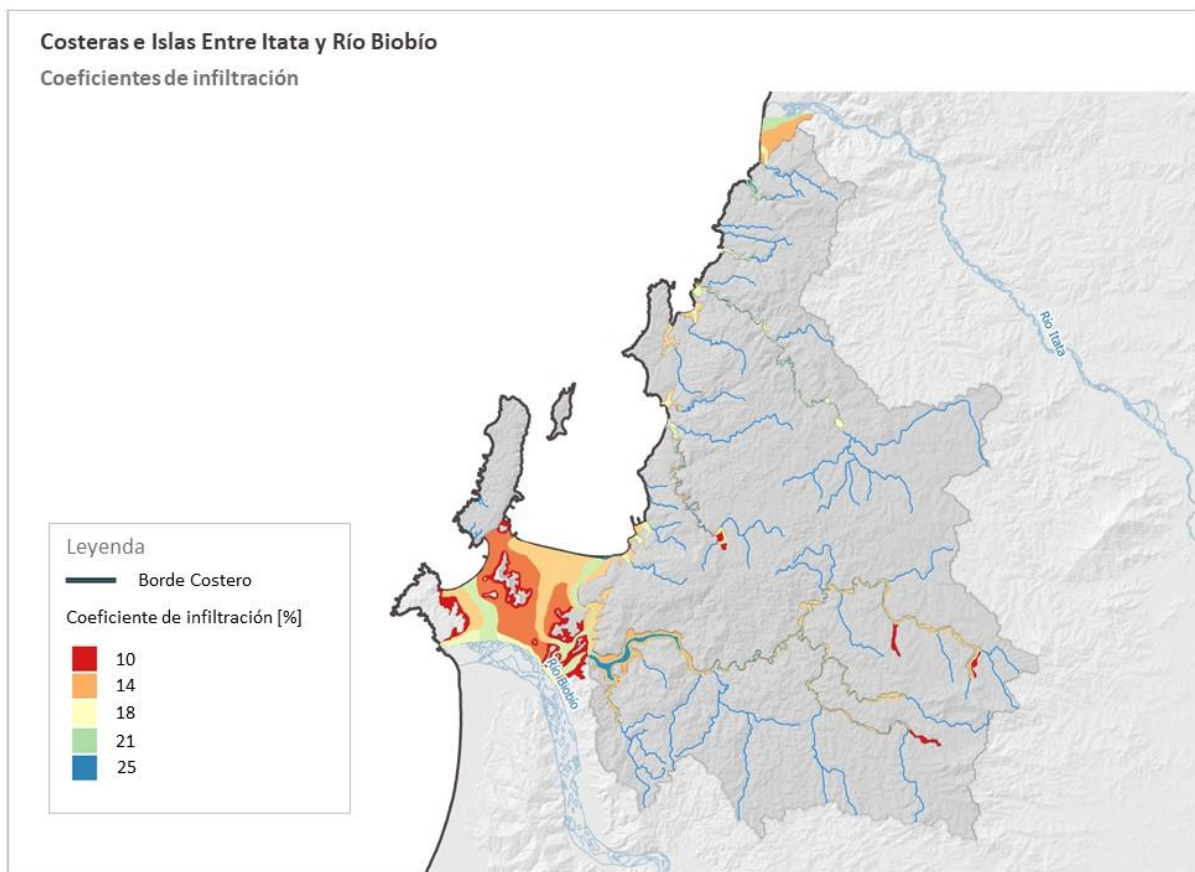 Costeras e Islas Entre Itata y Río Biobío
Coeficientes de infiltración
Río Itata
Río Biobío
Leyenda
Borde Costero
Coeficiente de infiltración [%]
10
14
18
21
25